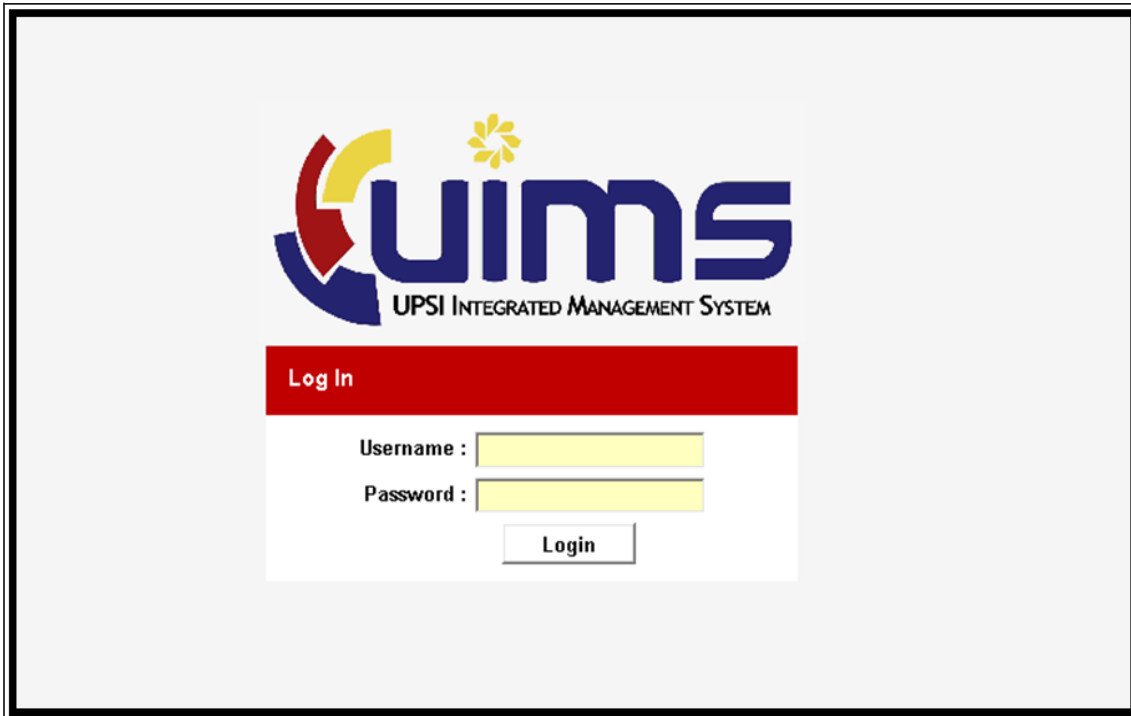 uims
UPSI INTEGRATED MANAGEMENT SYSTEM
Log In
Username :
Password :
Login